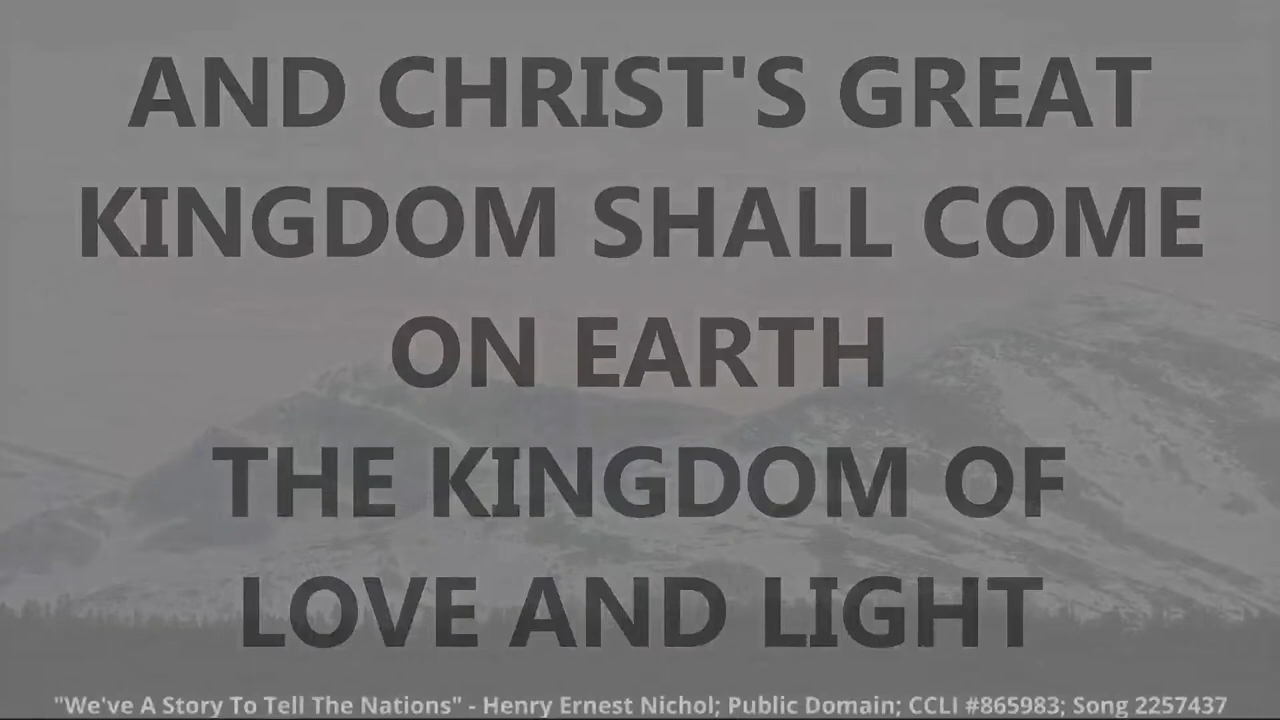 AND CHRIST'S GREAT
KINGDOM SHALL COME
ON EARTH
THE KINGDOM OF
LOVE AND LIGHT
"We've A Story To Tell The Nations" - Henry Ernest Nichol; Public Domain; CCLI #865983; Song 2257437